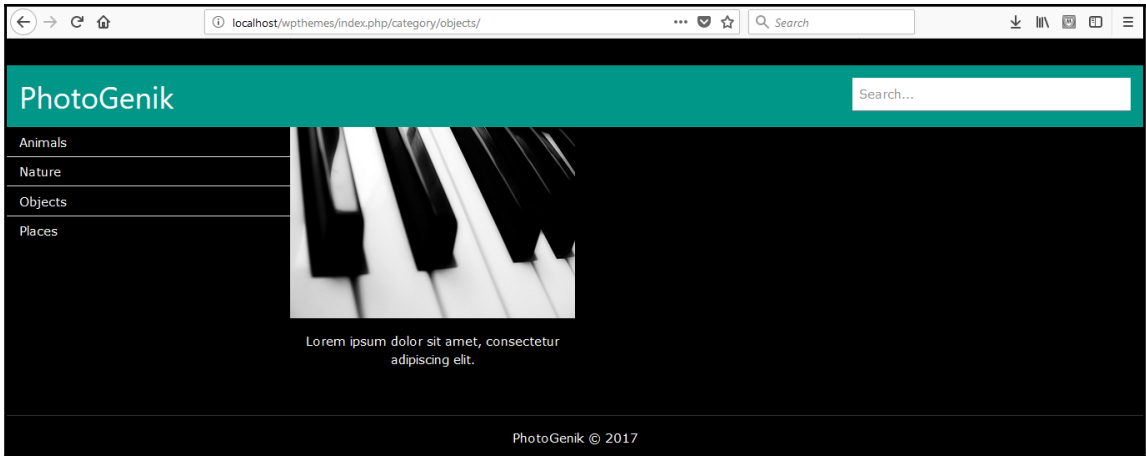 localhost/wpthemes/index.php/category/objects/
Search
PhotoGenik
Search...
Animals
Nature
Objects
Places
Lorem ipsum dolor sit amet, consectetur
adipiscing elit.
PhotoGenik © 2017